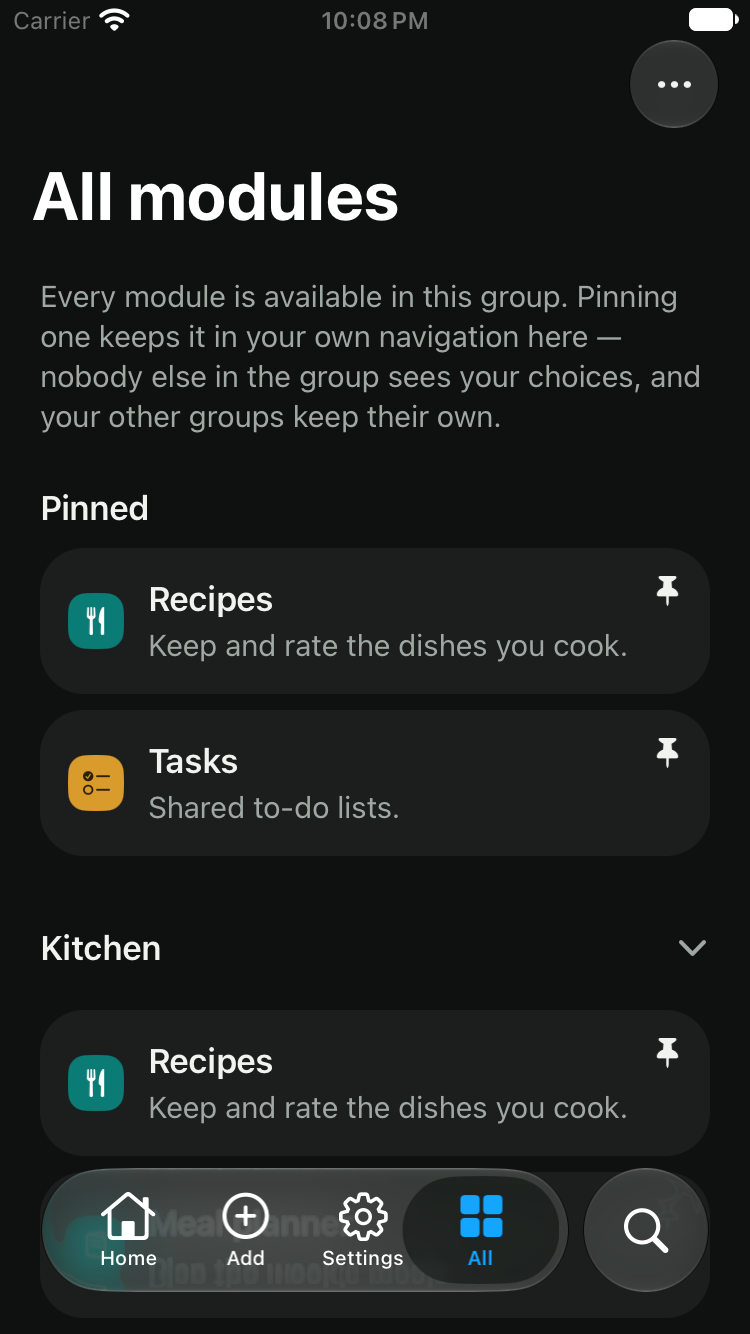 Carrier 10:08 PM
All modules
Every module is available in this group. Pinning
one keeps it in your own navigation here —
nobody else in the group sees your choices, and
your other groups keep their own.
Pinned
Recipes
Keep and rate the dishes you cook.
Tasks
Shared to-do lists.
Kitchen
Recipes
Keep and rate the dishes you cook.
Home Add Settings All